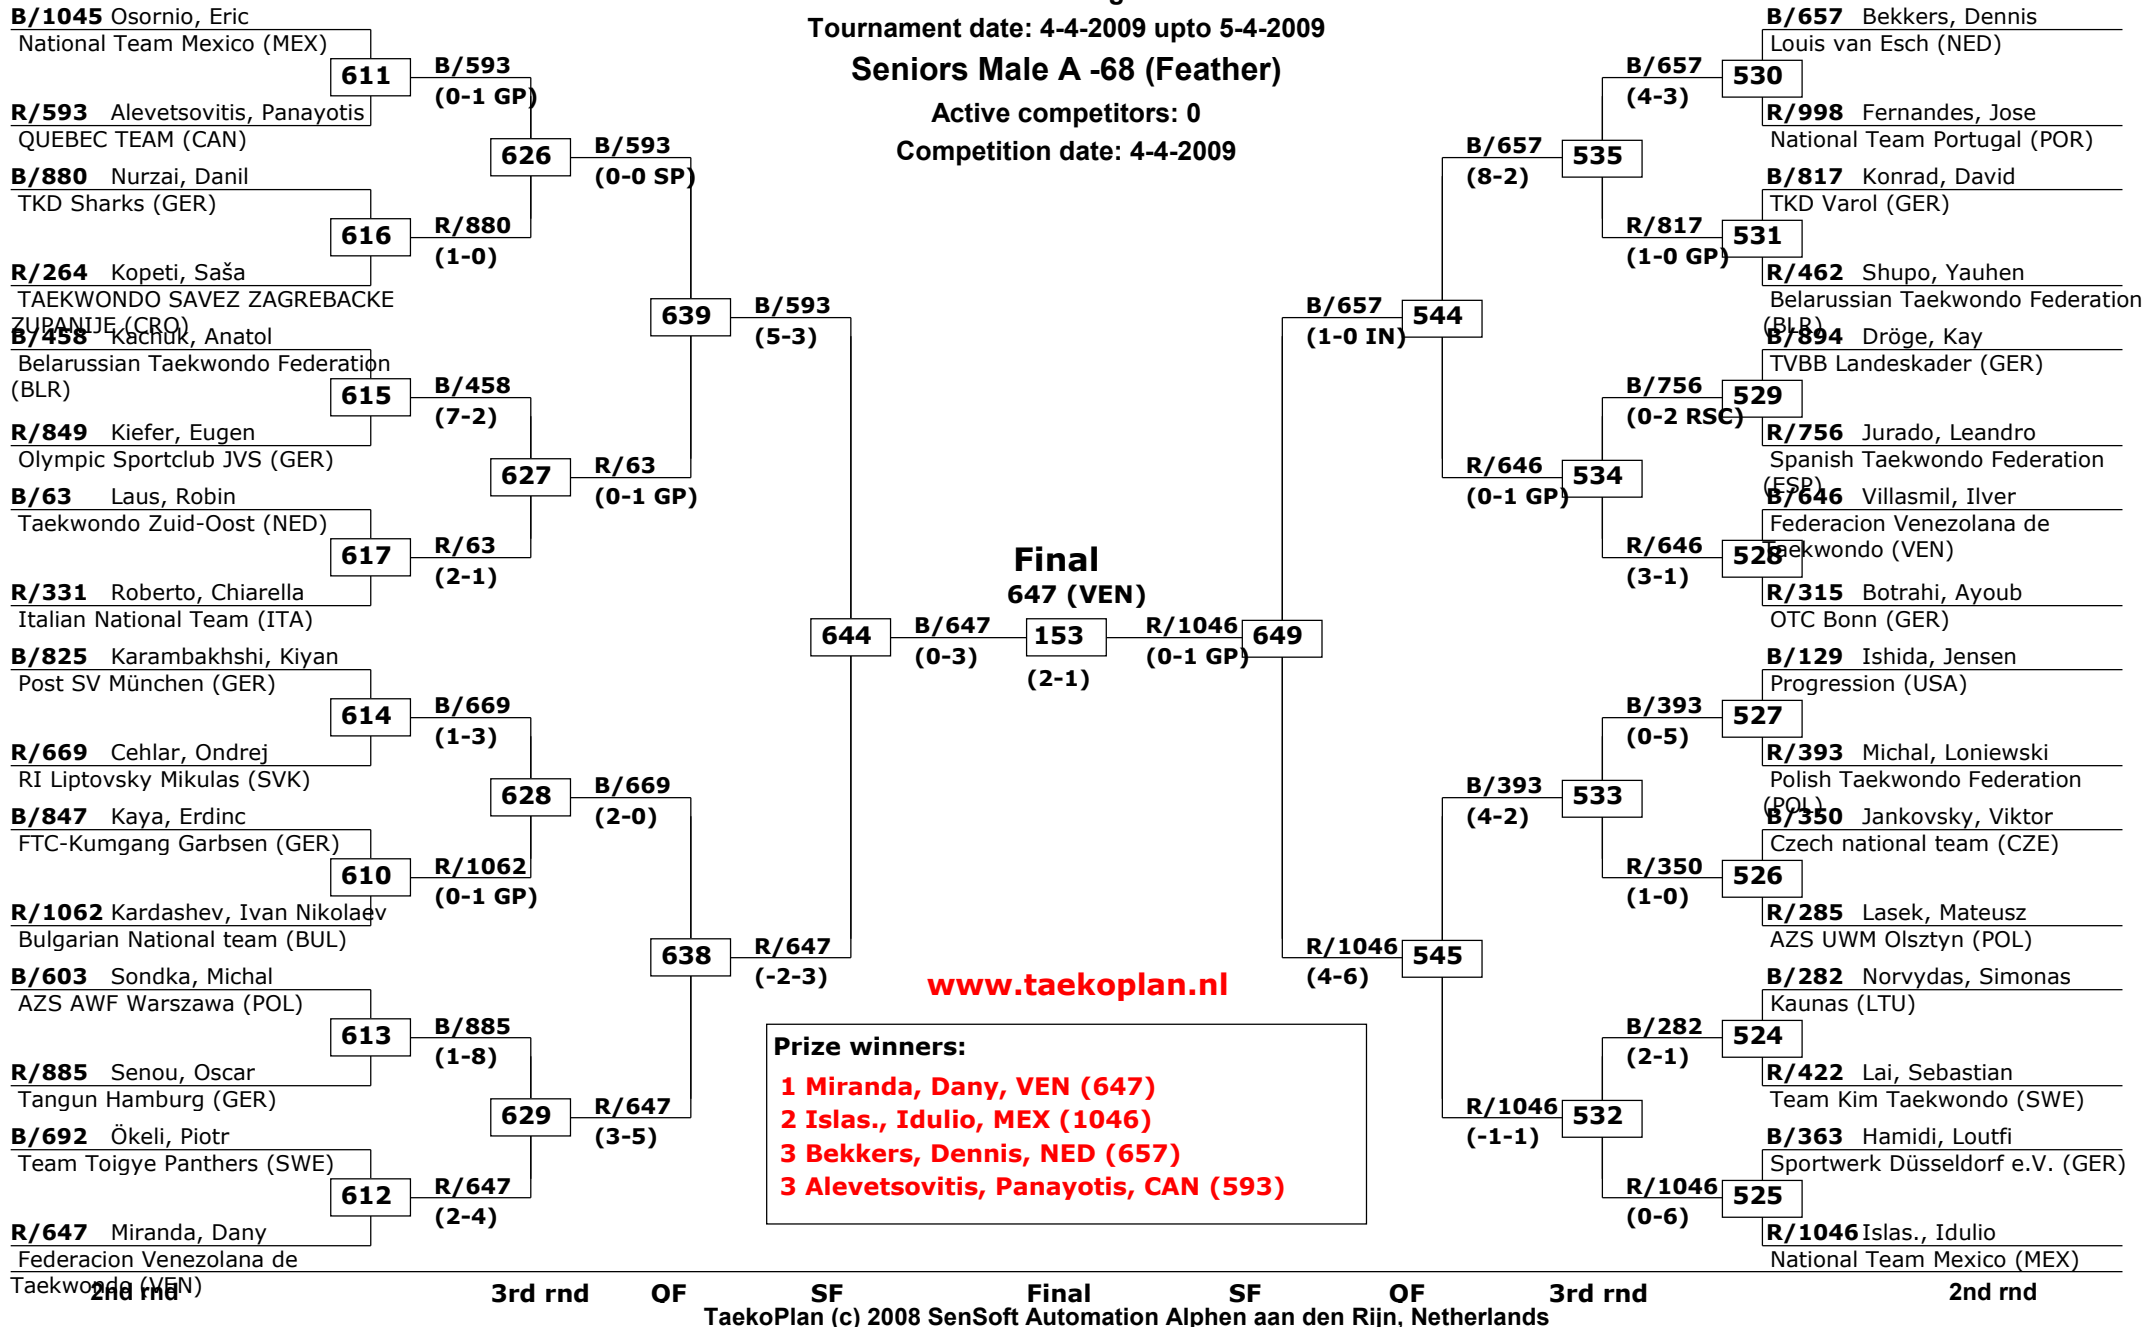 Tournament date: 4-4-2009 upto 5-4-2009
Seniors Male A -68 (Feather)
Active competitors: 0
Competition date: 4-4-2009
B/1045 Osornio, Eric
National Team Mexico (MEX)
611
R/593 Alevetsovitis, Panayotis
QUEBEC TEAM (CAN)
B/880 Nurzai, Danil
TKD Sharks (GER)
616
R/264 Kopeti, Saša
TAEKWONDO SAVEZ ZAGREBACKE
ZUPANIJE (CRO)
B/458 Kachuk, Anatol
Belarussian Taekwondo Federation
(BLR)
615
R/849 Kiefer, Eugen
Olympic Sportclub JVS (GER)
B/63 Laus, Robin
Taekwondo Zuid-Oost (NED)
617
R/331 Roberto, Chiarella
Italian National Team (ITA)
B/825 Karambakhshi, Kiyan
Post SV München (GER)
614
R/669 Cehlar, Ondrej
RI Liptovsky Mikulas (SVK)
B/847 Kaya, Erdinc
FTC-Kumgang Garbsen (GER)
610
R/1062 Kardashev, Ivan Nikolaev
Bulgarian National team (BUL)
B/603 Sondka, Michal
AZS AWF Warszawa (POL)
613
R/885 Senou, Oscar
Tangun Hamburg (GER)
B/692 Ökeli, Piotr
Team Toigye Panthers (SWE)
612
R/647 Miranda, Dany
Federacion Venezolana de
Taekwondo (VEN)
B/593
(0-1 GP)
626
R/880
(1-0)
B/458
(7-2)
627
R/63
(2-1)
B/669
(1-3)
628
R/1062
(0-1 GP)
B/885
(1-8)
629
R/647
(2-4)
B/593
(0-0 SP)
639
R/63
(0-1 GP)
B/669
(2-0)
638
R/647
(3-5)
B/593
(5-3)
644
R/647
(-2-3)
B/647
(0-3)
Final
647 (VEN)
153
(2-1)
R/1046
(0-1 GP)
649
B/657
(1-0 IN)
544
R/1046
(4-6)
545
B/657
(8-2)
535
R/646
(0-1 GP)
534
B/393
(4-2)
533
R/1046
(-1-1)
532
B/657
(4-3)
R/817
(1-0 GP)
B/756
(0-2 RSC)
R/646
(3-1)
B/393
(0-5)
R/350
(1-0)
B/282
(2-1)
R/1046
(0-6)
B/657 Bekkers, Dennis
Louis van Esch (NED)
530
R/998 Fernandes, Jose
National Team Portugal (POR)
B/817 Konrad, David
TKD Varol (GER)
531
R/462 Shupo, Yauhen
Belarussian Taekwondo Federation
(BLR)
B/894 Dröge, Kay
TVBB Landeskader (GER)
529
R/756 Jurado, Leandro
Spanish Taekwondo Federation
(ESP)
B/646 Villasmil, Ilver
Federacion Venezolana de
Taekwondo (VEN)
528
R/315 Botrahi, Ayoub
OTC Bonn (GER)
B/129 Ishida, Jensen
Progression (USA)
527
R/393 Michal, Loniewski
Polish Taekwondo Federation
(POL)
B/350 Jankovsky, Viktor
Czech national team (CZE)
526
R/285 Lasek, Mateusz
AZS UWM Olsztyn (POL)
B/282 Norvydas, Simonas
Kaunas (LTU)
524
R/422 Lai, Sebastian
Team Kim Taekwondo (SWE)
B/363 Hamidi, Loutfi
Sportwerk Düsseldorf e.V. (GER)
525
R/1046 Islas., Idulio
National Team Mexico (MEX)
www.taekoplan.nl
Prize winners:
1 Miranda, Dany, VEN (647)
2 Islas., Idulio, MEX (1046)
3 Bekkers, Dennis, NED (657)
3 Alevetsovitis, Panayotis, CAN (593)
2nd rnd 3rd rnd QF SF Final SF QF 3rd rnd 2nd rnd
TaekoPlan (c) 2008 SenSoft Automation Alphen aan den Rijn, Netherlands